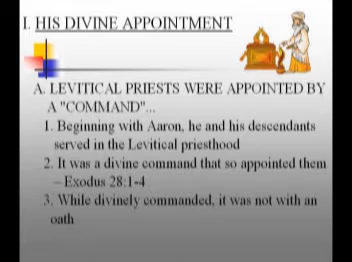 I. HIS DIVINE APPOINTMENT
A. LEVITICAL PRIESTS WERE APPOINTED BY
A "COMMAND"...
1. Beginning with Aaron, he and his descendants
served in the Levitical priesthood
2. It was a divine command that so appointed them
– Exodus 28:1-4
3. While divinely commanded, it was not with an
oath